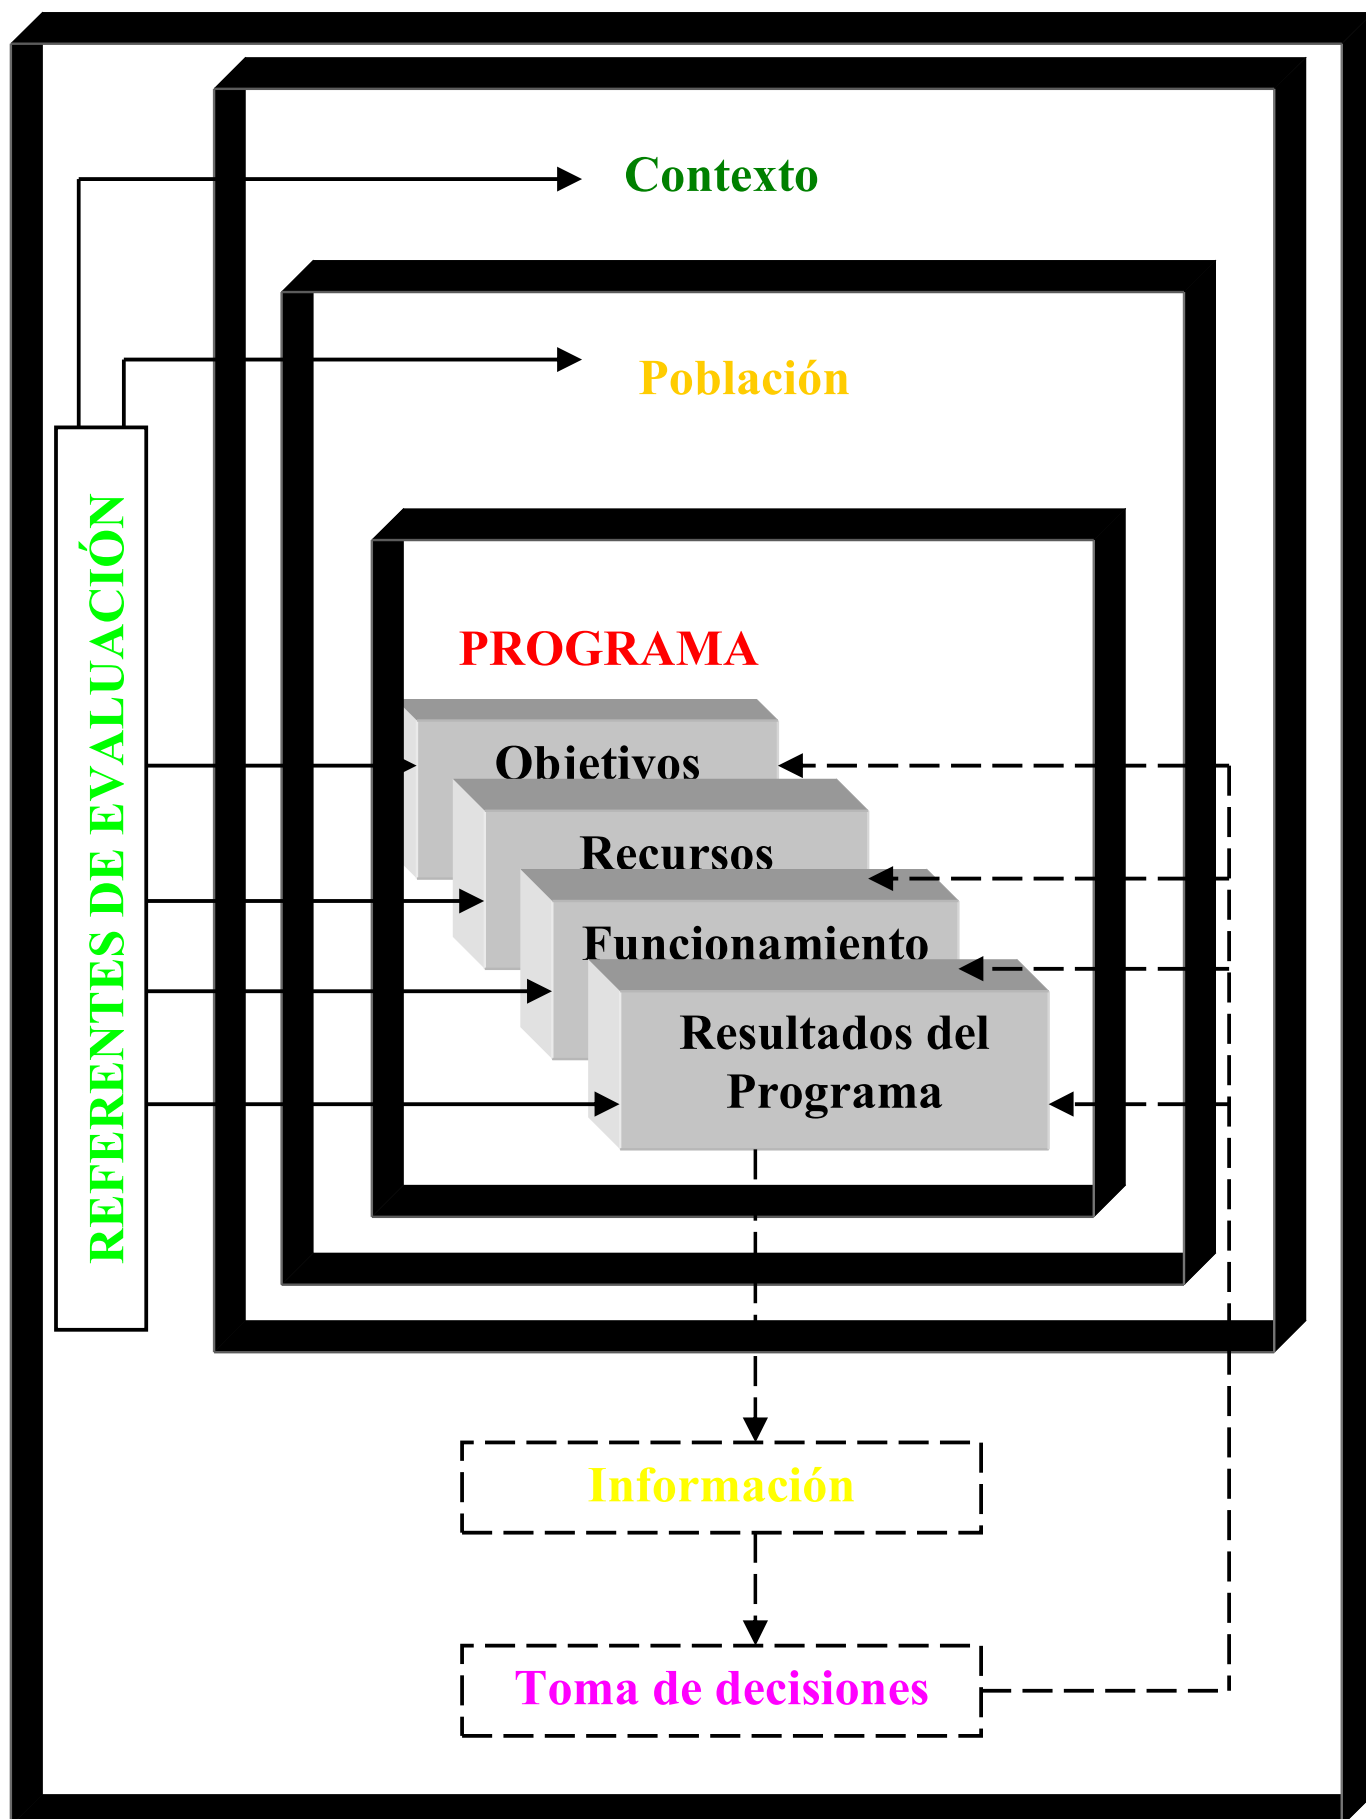 Contexto
Población
REFERENTES DE EVALUACIÓN
PROGRAMA
Objetivos
Recursos
Funcionamiento
Resultados del
Programa
Información
Toma de decisiones